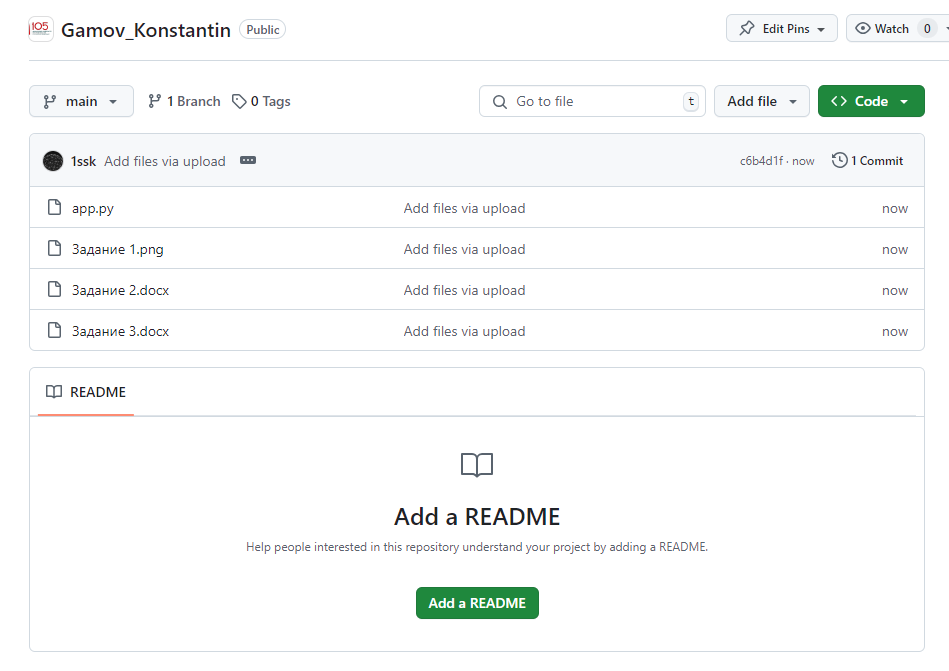 105
Gamov_Konstantin Public Edit Pins Watch 0
main 1 Branch 0 Tags Go to file t Add file Code
1ssk Add files via upload c6b4d1f · now 1 Commit
app.py Add files via upload now
Задание 1.png Add files via upload now
Задание 2.docx Add files via upload now
Задание 3.docx Add files via upload now
README
Add a README
Help people interested in this repository understand your project by adding a README.
Add a README